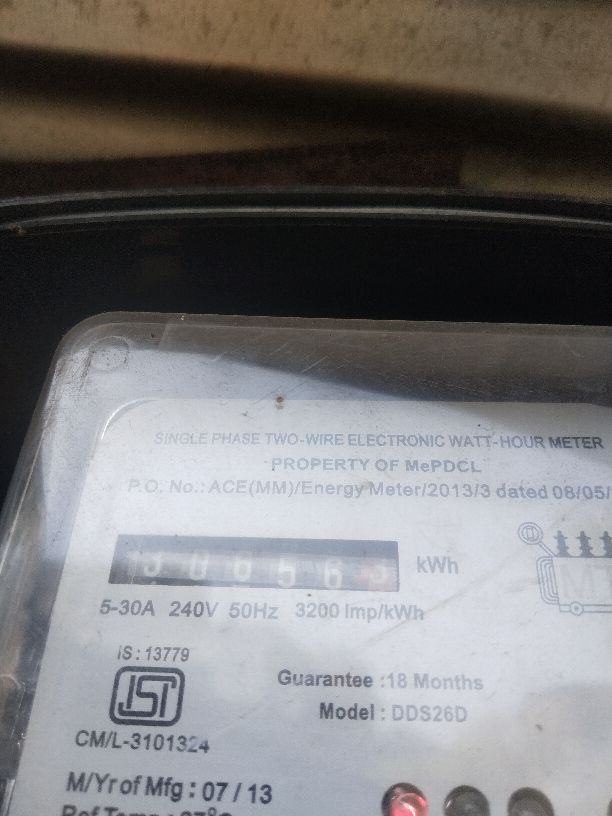 SINGLE PHASE TWO-WIRE ELECTRONIC WATT-HOUR METER
PROPERTY OF MePDCL
P.O. No.: ACE(MM)/Energy Meter/2013/3 dated 08/05/
kWh
5-30A 240V 50Hz 3200 Imp/kWh
IS : 13779
Guarantee : 18 Months
Model : DDS26D
CM/L-3101324
M/Yr of Mfg : 07 / 13